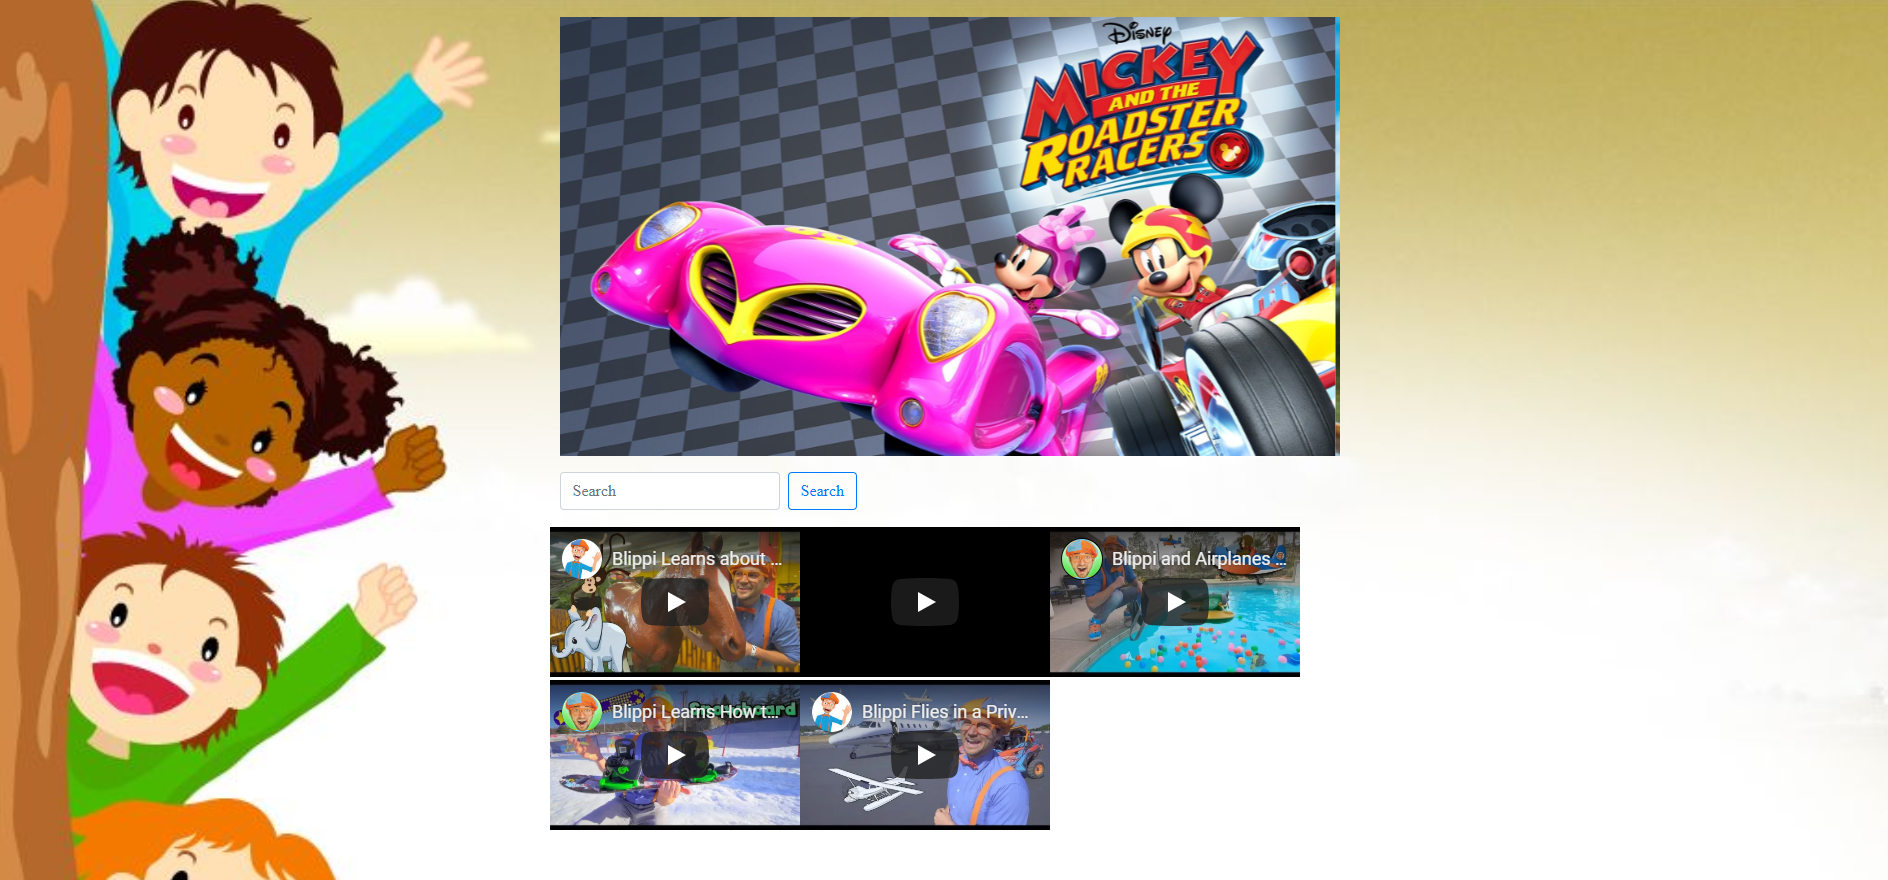 Disney
MICKEY
AND THE
ROADSTER
RACERS
Search
Search
Blippi Learns about ...
Blippi and Airplanes ...
Blippi Learns How t...
Snowboard
Blippi Flies in a Priv...